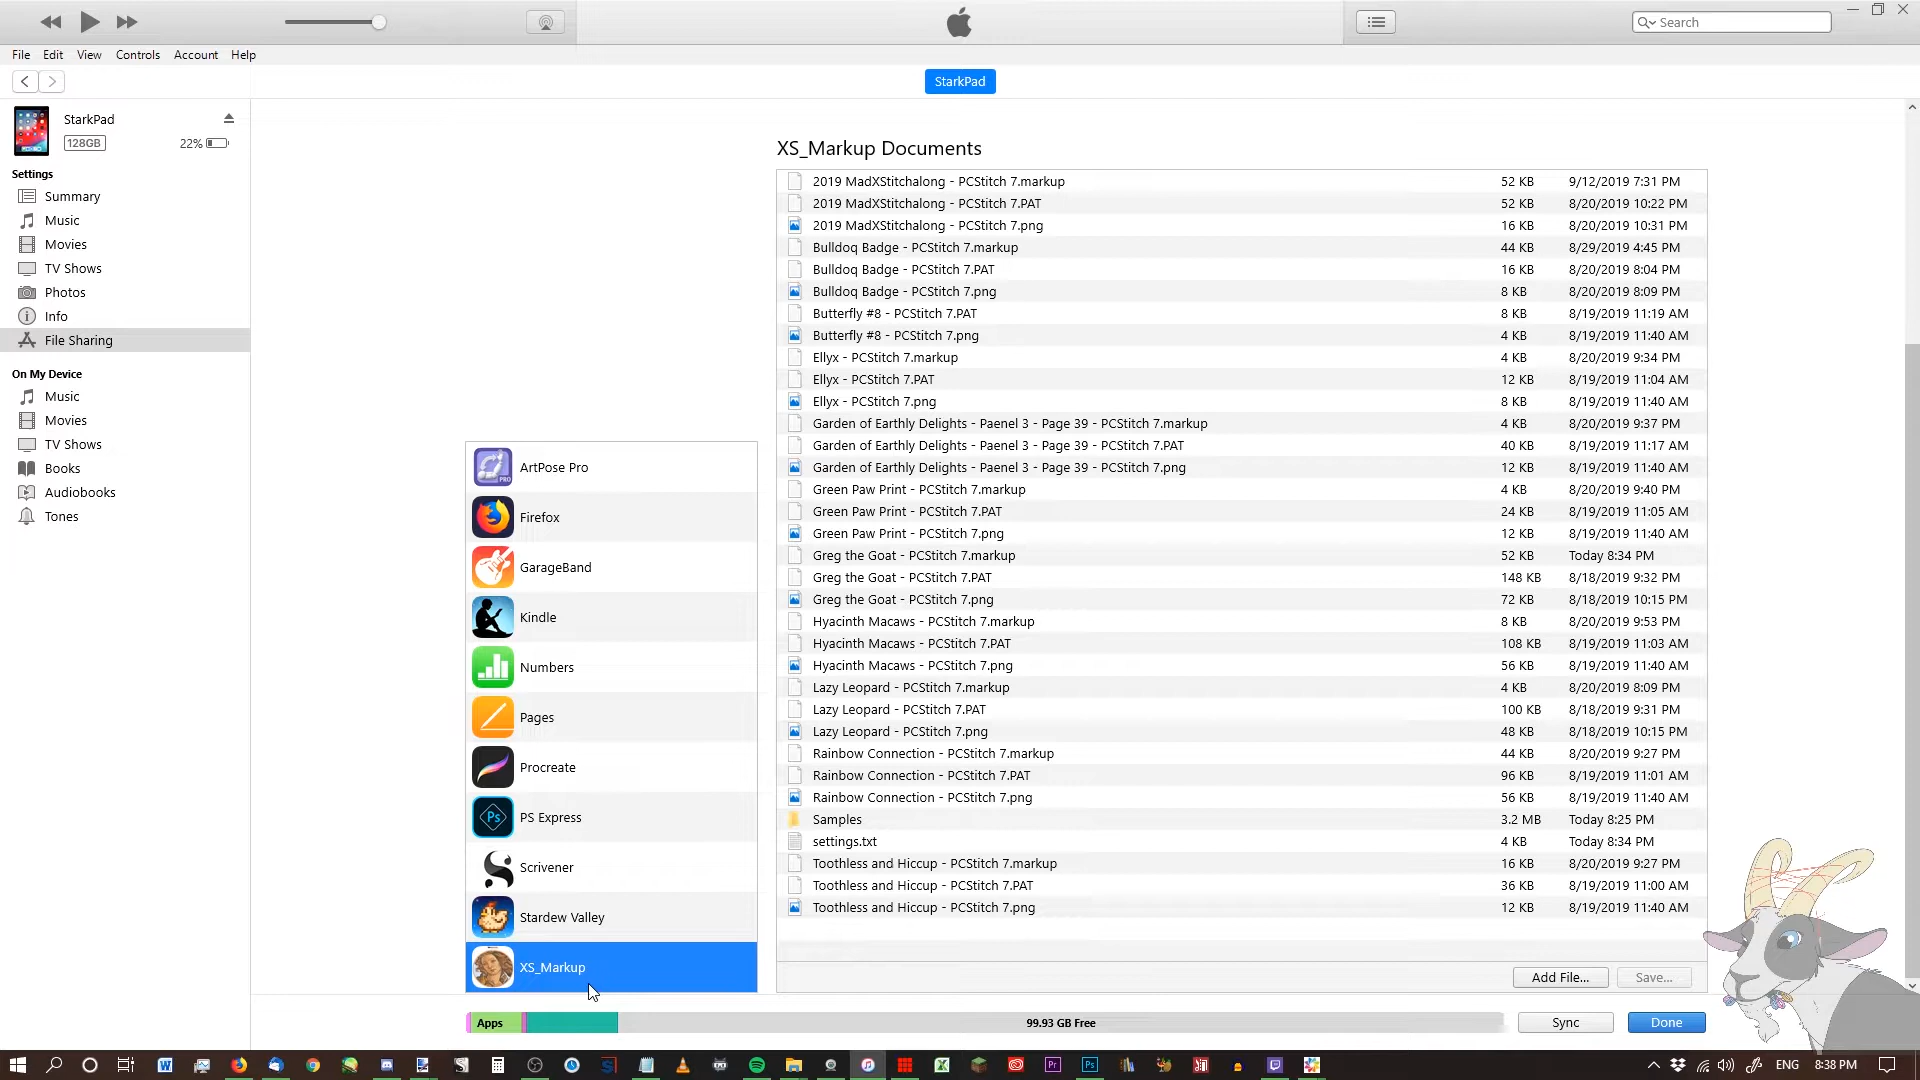 Search
File Edit View Controls Account Help
StarkPad
StarkPad
128GB 22%
Settings
Summary
Music
Movies
TV Shows
Photos
Info
File Sharing
On My Device
Music
Movies
TV Shows
Books
Audiobooks
Tones
ArtPose Pro
Firefox
GarageBand
Kindle
Numbers
Pages
Procreate
PS Express
Scrivener
Stardew Valley
XS_Markup
XS_Markup Documents
2019 MadXStitchalong - PCStitch 7.markup 52 KB 9/12/2019 7:31 PM
2019 MadXStitchalong - PCStitch 7.PAT 52 KB 8/20/2019 10:22 PM
2019 MadXStitchalong - PCStitch 7.png 16 KB 8/20/2019 10:31 PM
Bulldog Badge - PCStitch 7.markup 44 KB 8/29/2019 4:45 PM
Bulldog Badge - PCStitch 7.PAT 16 KB 8/20/2019 8:04 PM
Bulldog Badge - PCStitch 7.png 8 KB 8/20/2019 8:09 PM
Butterfly #8 - PCStitch 7.PAT 8 KB 8/19/2019 11:19 AM
Butterfly #8 - PCStitch 7.png 4 KB 8/19/2019 11:40 AM
Ellyx - PCStitch 7.markup 4 KB 8/20/2019 9:34 PM
Ellyx - PCStitch 7.PAT 12 KB 8/19/2019 11:04 AM
Ellyx - PCStitch 7.png 8 KB 8/19/2019 11:40 AM
Garden of Earthly Delights - Paenel 3 - Page 39 - PCStitch 7.markup 4 KB 8/20/2019 9:37 PM
Garden of Earthly Delights - Paenel 3 - Page 39 - PCStitch 7.PAT 40 KB 8/19/2019 11:17 AM
Garden of Earthly Delights - Paenel 3 - Page 39 - PCStitch 7.png 12 KB 8/19/2019 11:40 AM
Green Paw Print - PCStitch 7.markup 4 KB 8/20/2019 9:40 PM
Green Paw Print - PCStitch 7.PAT 24 KB 8/19/2019 11:05 AM
Green Paw Print - PCStitch 7.png 12 KB 8/19/2019 11:40 AM
Greg the Goat - PCStitch 7.markup 52 KB Today 8:34 PM
Greg the Goat - PCStitch 7.PAT 148 KB 8/18/2019 9:32 PM
Greg the Goat - PCStitch 7.png 72 KB 8/18/2019 10:15 PM
Hyacinth Macaws - PCStitch 7.markup 8 KB 8/20/2019 9:53 PM
Hyacinth Macaws - PCStitch 7.PAT 108 KB 8/19/2019 11:03 AM
Hyacinth Macaws - PCStitch 7.png 56 KB 8/19/2019 11:40 AM
Lazy Leopard - PCStitch 7.markup 4 KB 8/20/2019 8:09 PM
Lazy Leopard - PCStitch 7.PAT 100 KB 8/18/2019 9:31 PM
Lazy Leopard - PCStitch 7.png 48 KB 8/18/2019 10:15 PM
Rainbow Connection - PCStitch 7.markup 44 KB 8/20/2019 9:27 PM
Rainbow Connection - PCStitch 7.PAT 96 KB 8/19/2019 11:01 AM
Rainbow Connection - PCStitch 7.png 56 KB 8/19/2019 11:40 AM
Samples 3.2 MB Today 8:25 PM
settings.txt 4 KB Today 8:34 PM
Toothless and Hiccup - PCStitch 7.markup 16 KB 8/20/2019 9:27 PM
Toothless and Hiccup - PCStitch 7.PAT 36 KB 8/19/2019 11:00 AM
Toothless and Hiccup - PCStitch 7.png 12 KB 8/19/2019 11:40 AM
Add File... Save...
Apps 99.93 GB Free Sync Done
ENG 8:38 PM